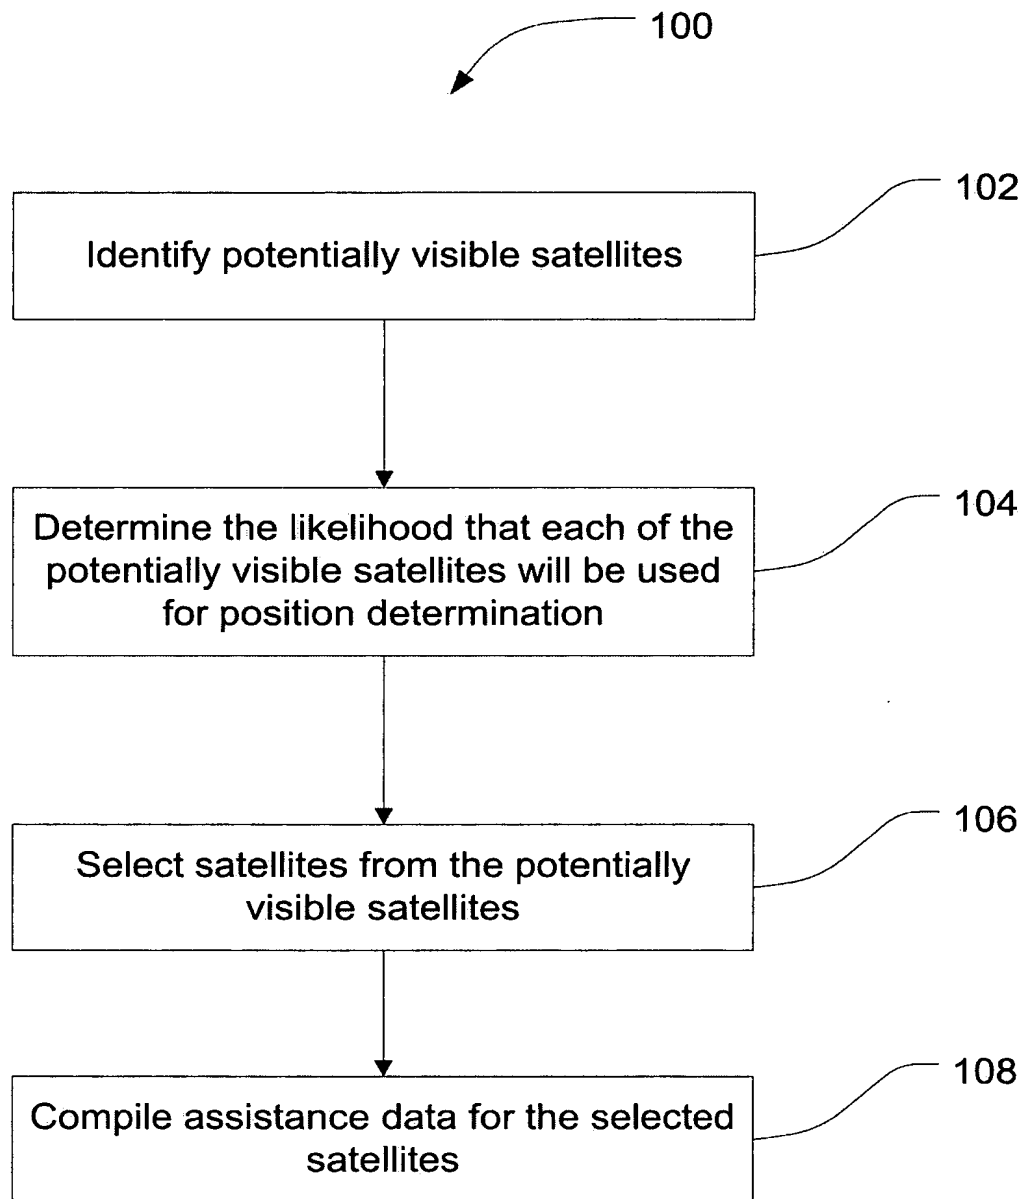 100
102
Identify potentially visible satellites
104
Determine the likelihood that each of the
potentially visible satellites will be used
for position determination
106
Select satellites from the potentially
visible satellites
108
Compile assistance data for the selected
satellites